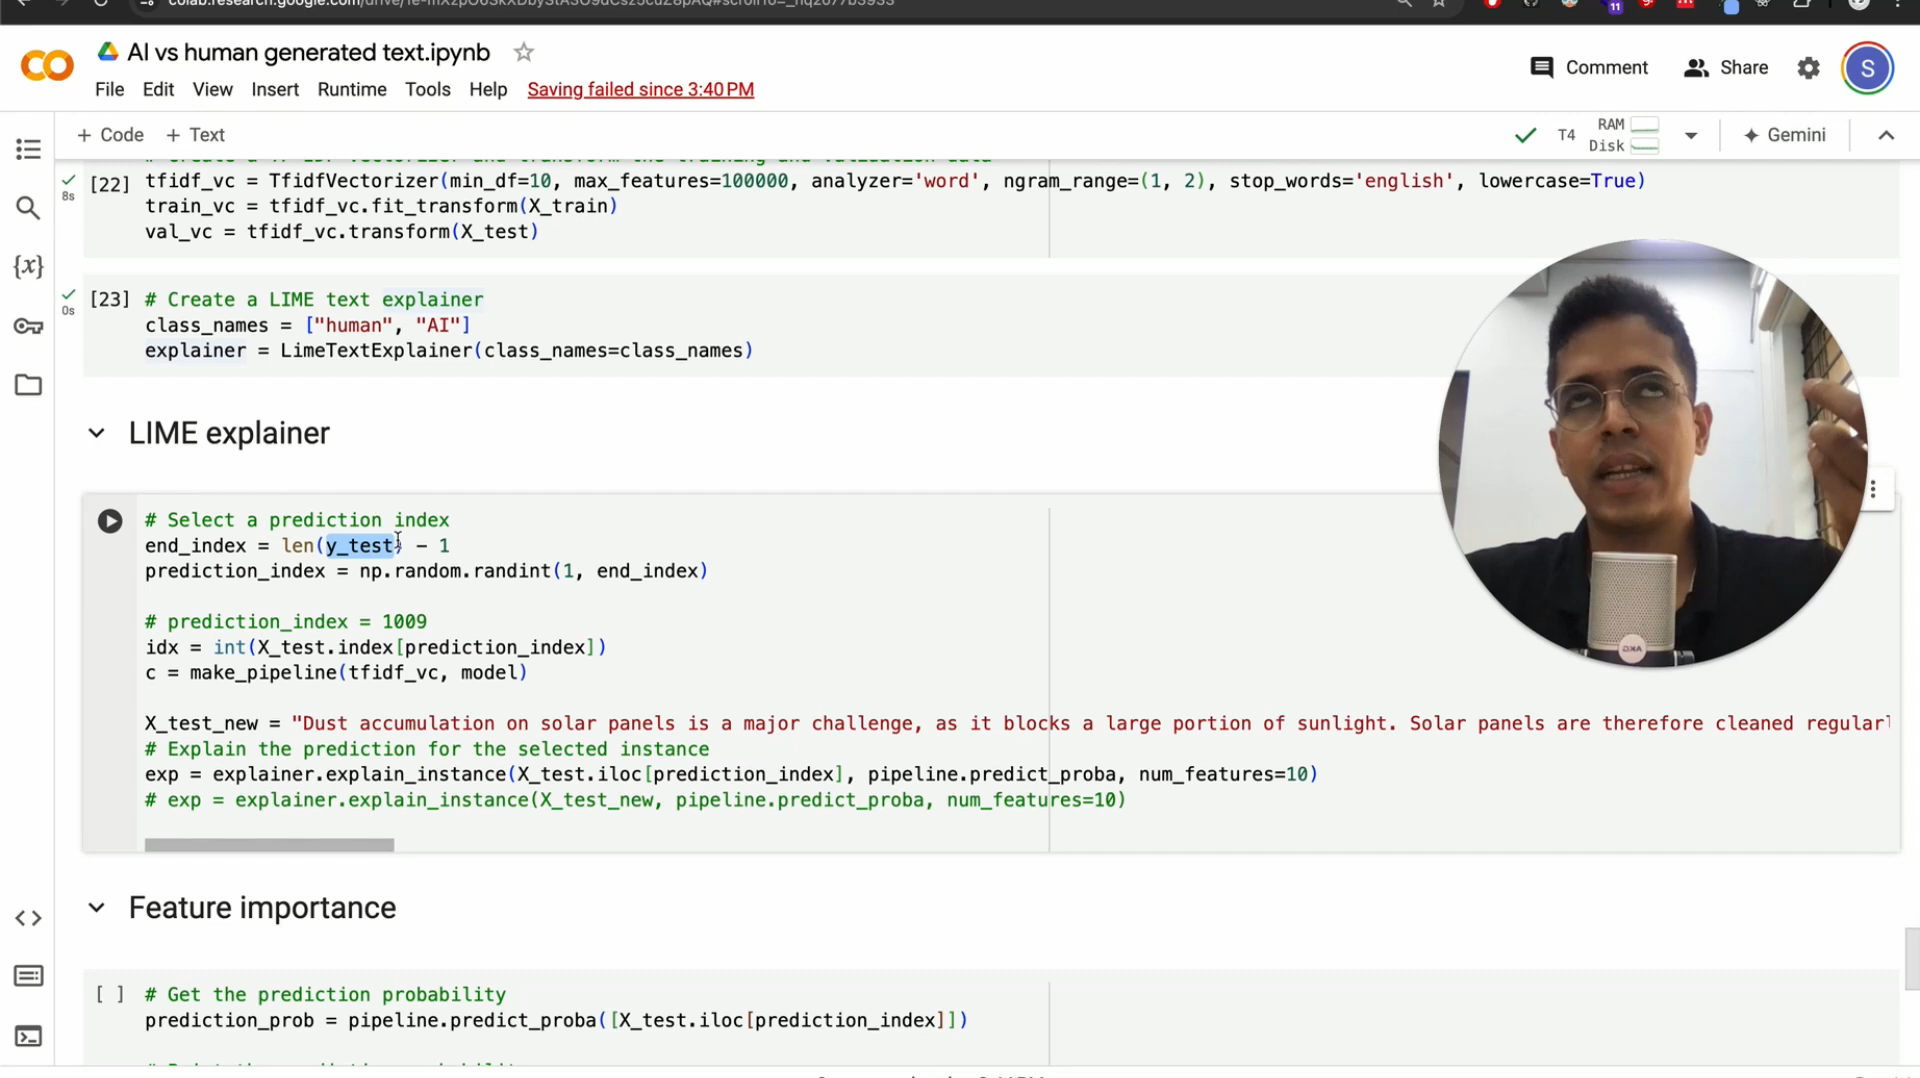 AI vs human generated text.ipynb
Comment
Share
S
File Edit View Insert Runtime Tools Help Saving failed since 3:40 PM
+ Code + Text
T4
RAM
Disk
Gemini
[22]
8s
tfidf_vc = TfidfVectorizer(min_df=10, max_features=100000, analyzer='word', ngram_range=(1, 2), stop_words='english', lowercase=True)
train_vc = tfidf_vc.fit_transform(X_train)
val_vc = tfidf_vc.transform(X_test)
[23]
0s
# Create a LIME text explainer
class_names = ["human", "AI"]
explainer = LimeTextExplainer(class_names=class_names)
LIME explainer
# Select a prediction index
end_index = len(y_test) - 1
prediction_index = np.random.randint(1, end_index)
# prediction_index = 1009
idx = int(X_test.index[prediction_index])
c = make_pipeline(tfidf_vc, model)
X_test_new = "Dust accumulation on solar panels is a major challenge, as it blocks a large portion of sunlight. Solar panels are therefore cleaned regularl
# Explain the prediction for the selected instance
exp = explainer.explain_instance(X_test.iloc[prediction_index], pipeline.predict_proba, num_features=10)
# exp = explainer.explain_instance(X_test_new, pipeline.predict_proba, num_features=10)
Feature importance
[ ]
# Get the prediction probability
prediction_prob = pipeline.predict_proba([X_test.iloc[prediction_index]])